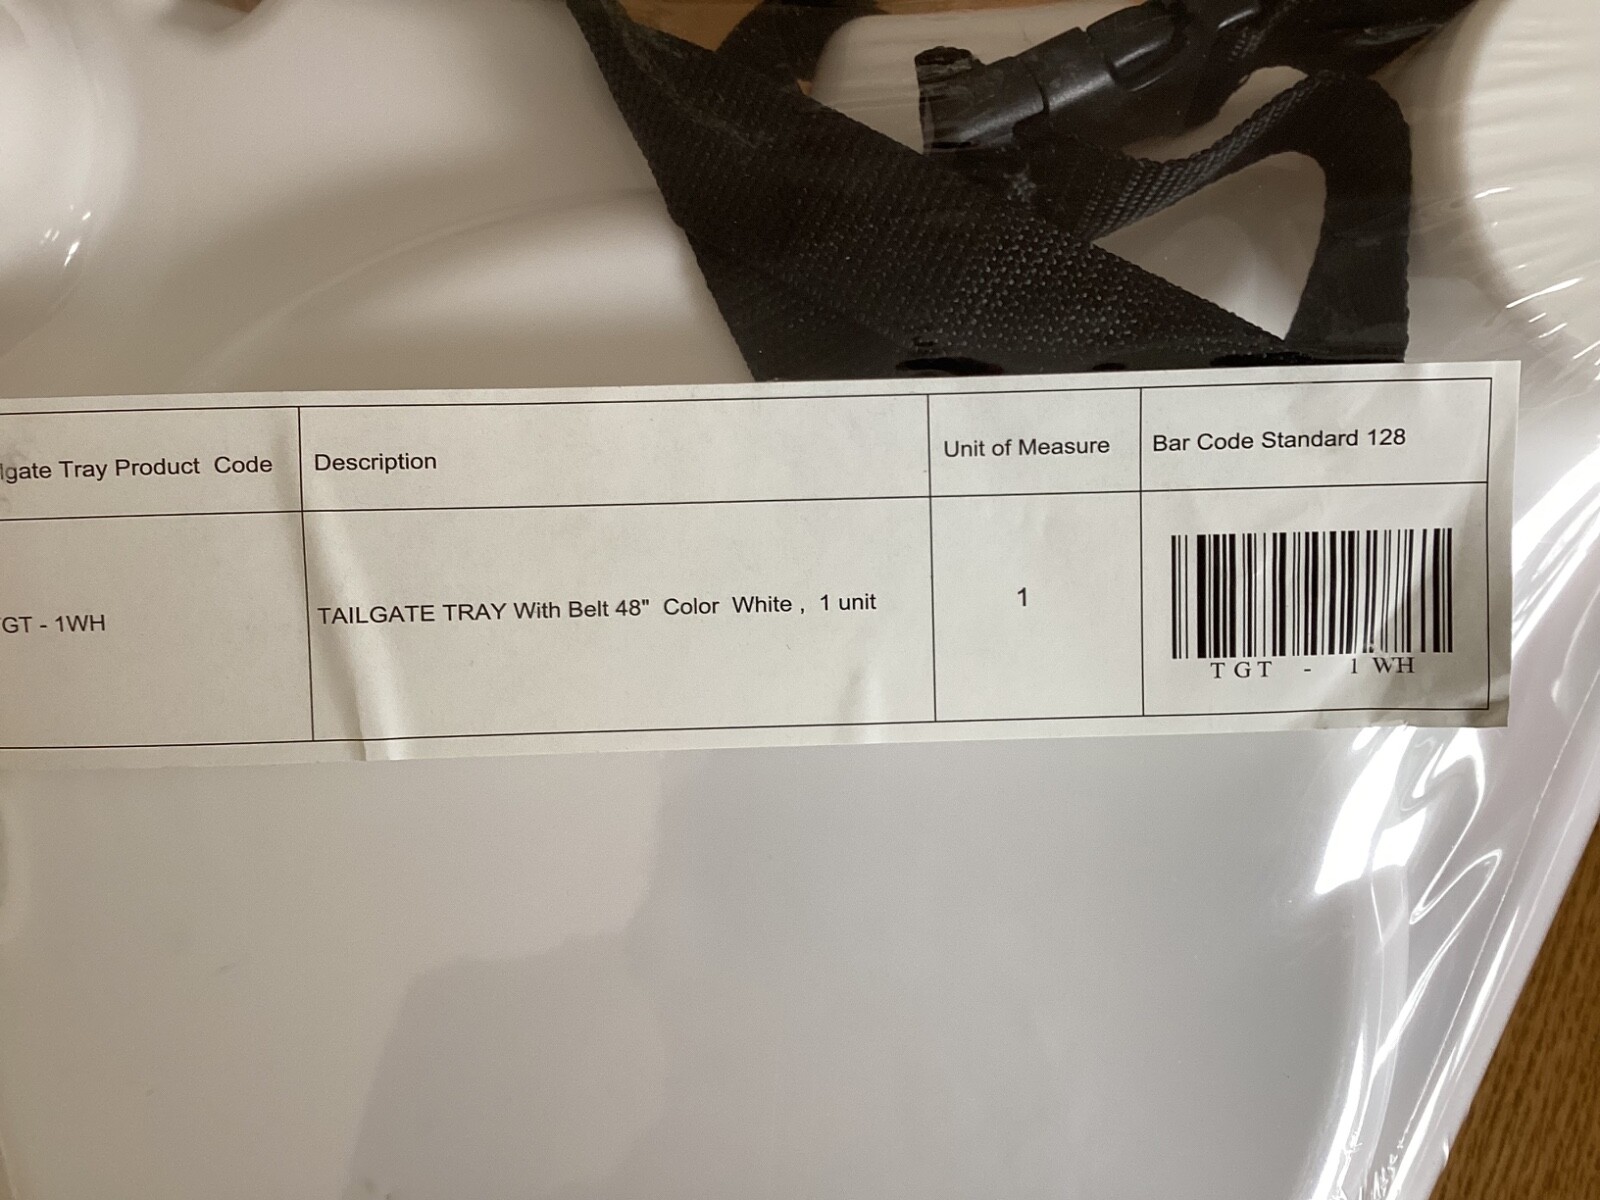 lgate Tray Product Code
Description
Unit of Measure
Bar Code Standard 128
GT - 1WH
TAILGATE TRAY With Belt 48" Color White , 1 unit
1
TGT - 1WH